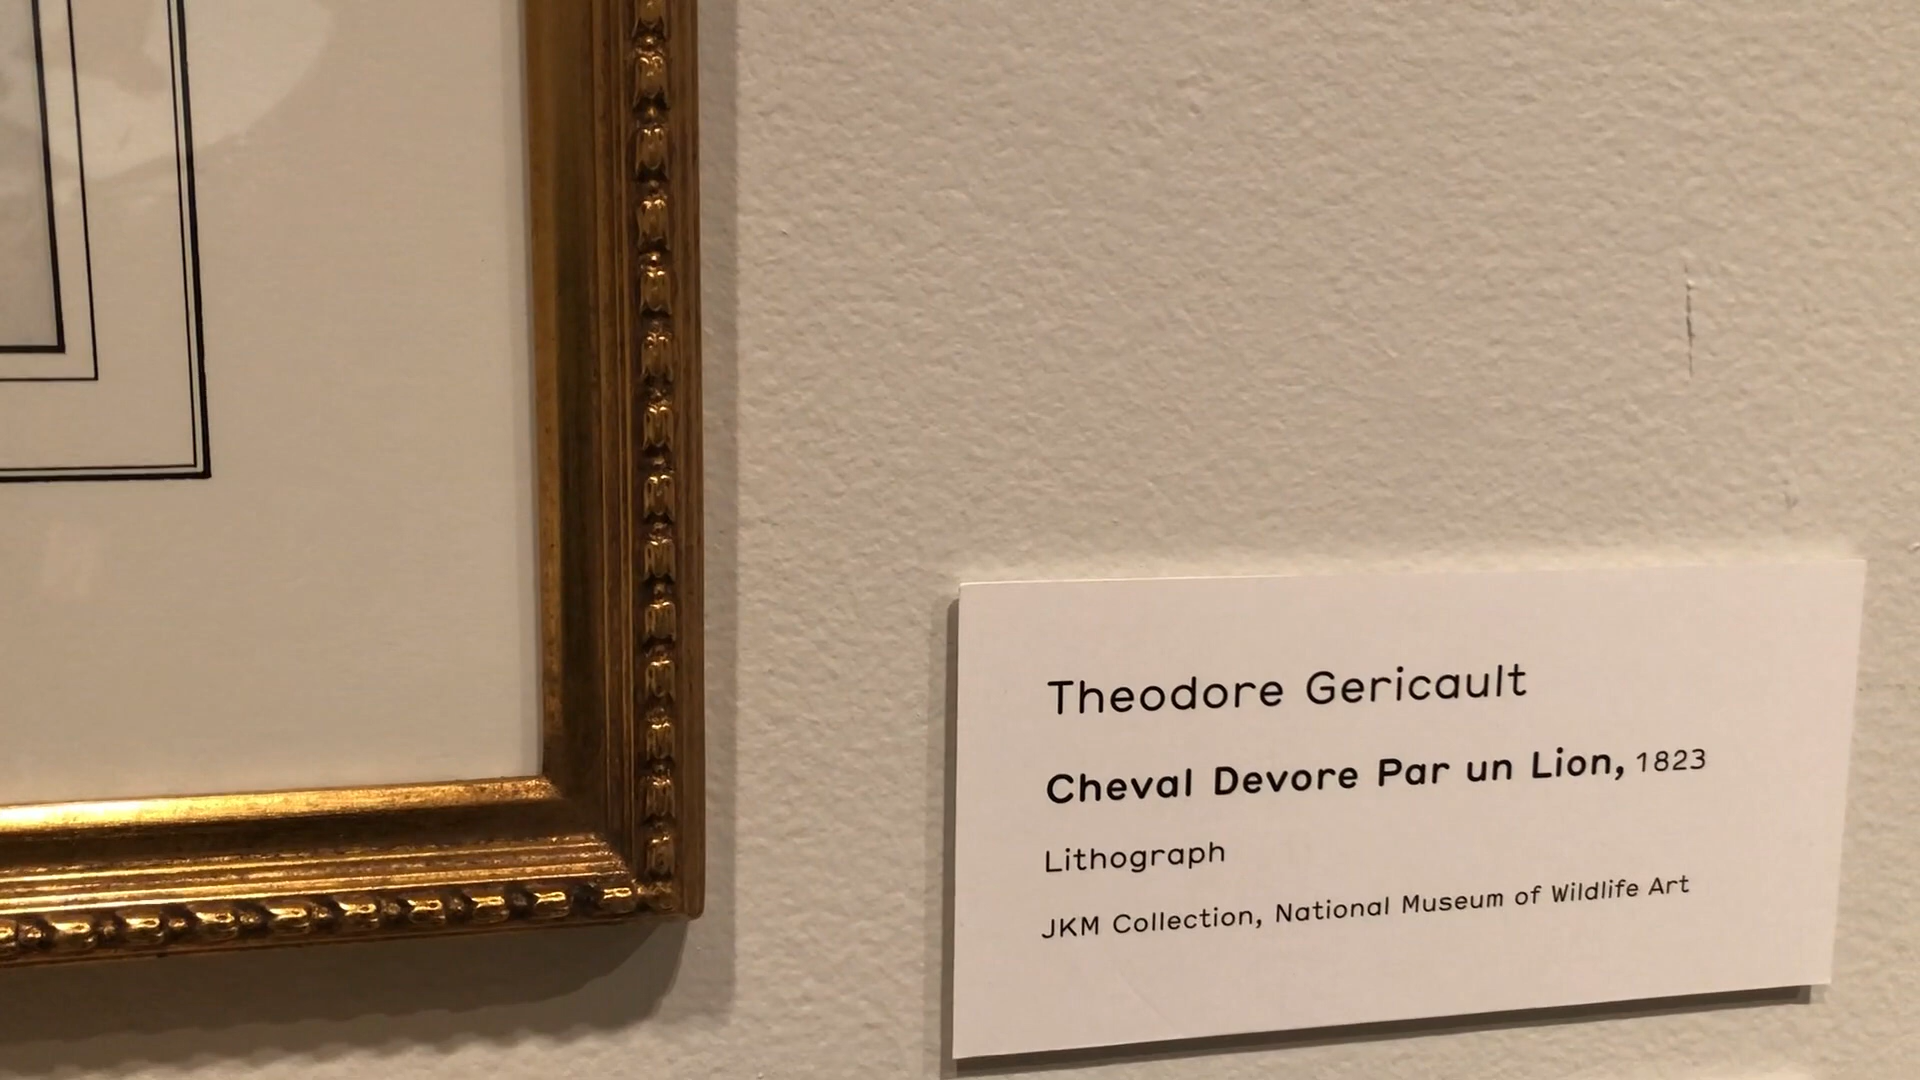 Theodore Gericault
Cheval Devore Par un Lion, 1823
Lithograph
JKM Collection, National Museum of Wildlife Art